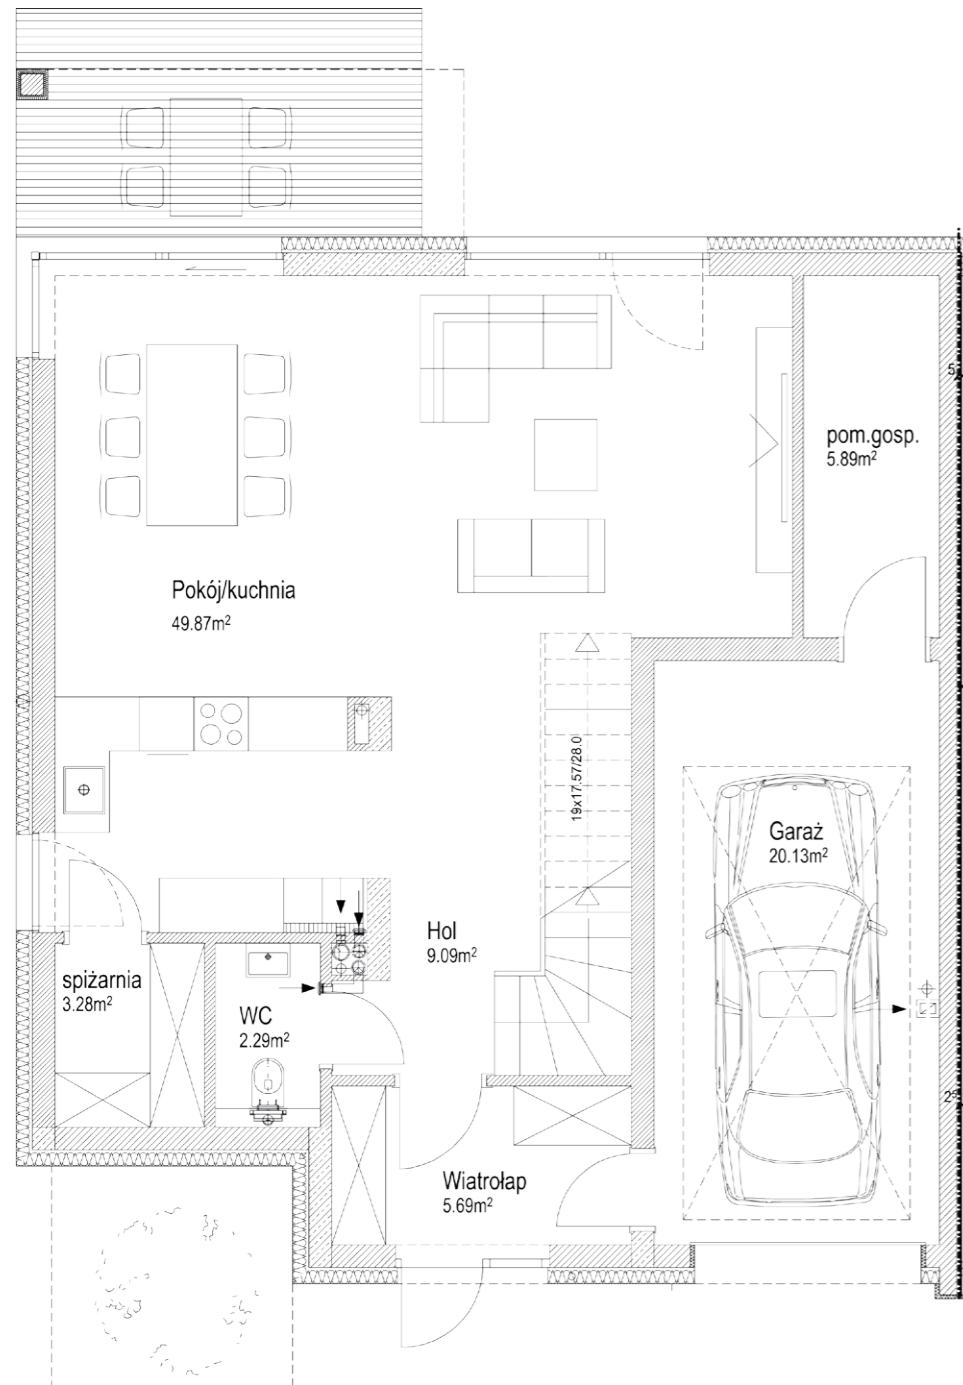 pom.gosp.
5.89m²
Pokój/kuchnia
49.87m²
19x17.57/28.0
Garaż
20.13m²
Hol
9.09m²
spiżarnia
3.28m²
WC
2.29m²
Wiatrołap
5.69m²